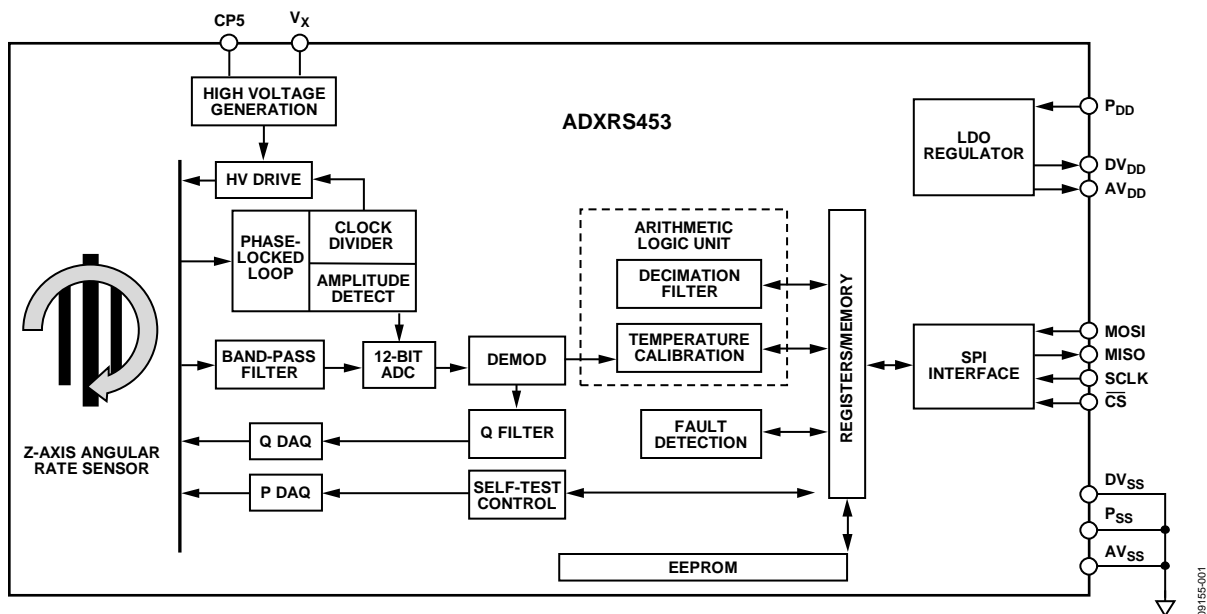 CP5
VX
HIGH VOLTAGE
GENERATION
ADXRS453
LDO
REGULATOR
PDD
DVDD
AVDD
HV DRIVE
PHASE-
LOCKED
LOOP
CLOCK
DIVIDER
AMPLITUDE
DETECT
ARITHMETIC
LOGIC UNIT
DECIMATION
FILTER
TEMPERATURE
CALIBRATION
REGISTERS/MEMORY
BAND-PASS
FILTER
12-BIT
ADC
DEMOD
SPI
INTERFACE
MOSI
MISO
SCLK
CS
Z-AXIS ANGULAR
RATE SENSOR
Q DAQ
Q FILTER
FAULT
DETECTION
P DAQ
SELF-TEST
CONTROL
EEPROM
DVSS
PSS
AVSS
09155-001